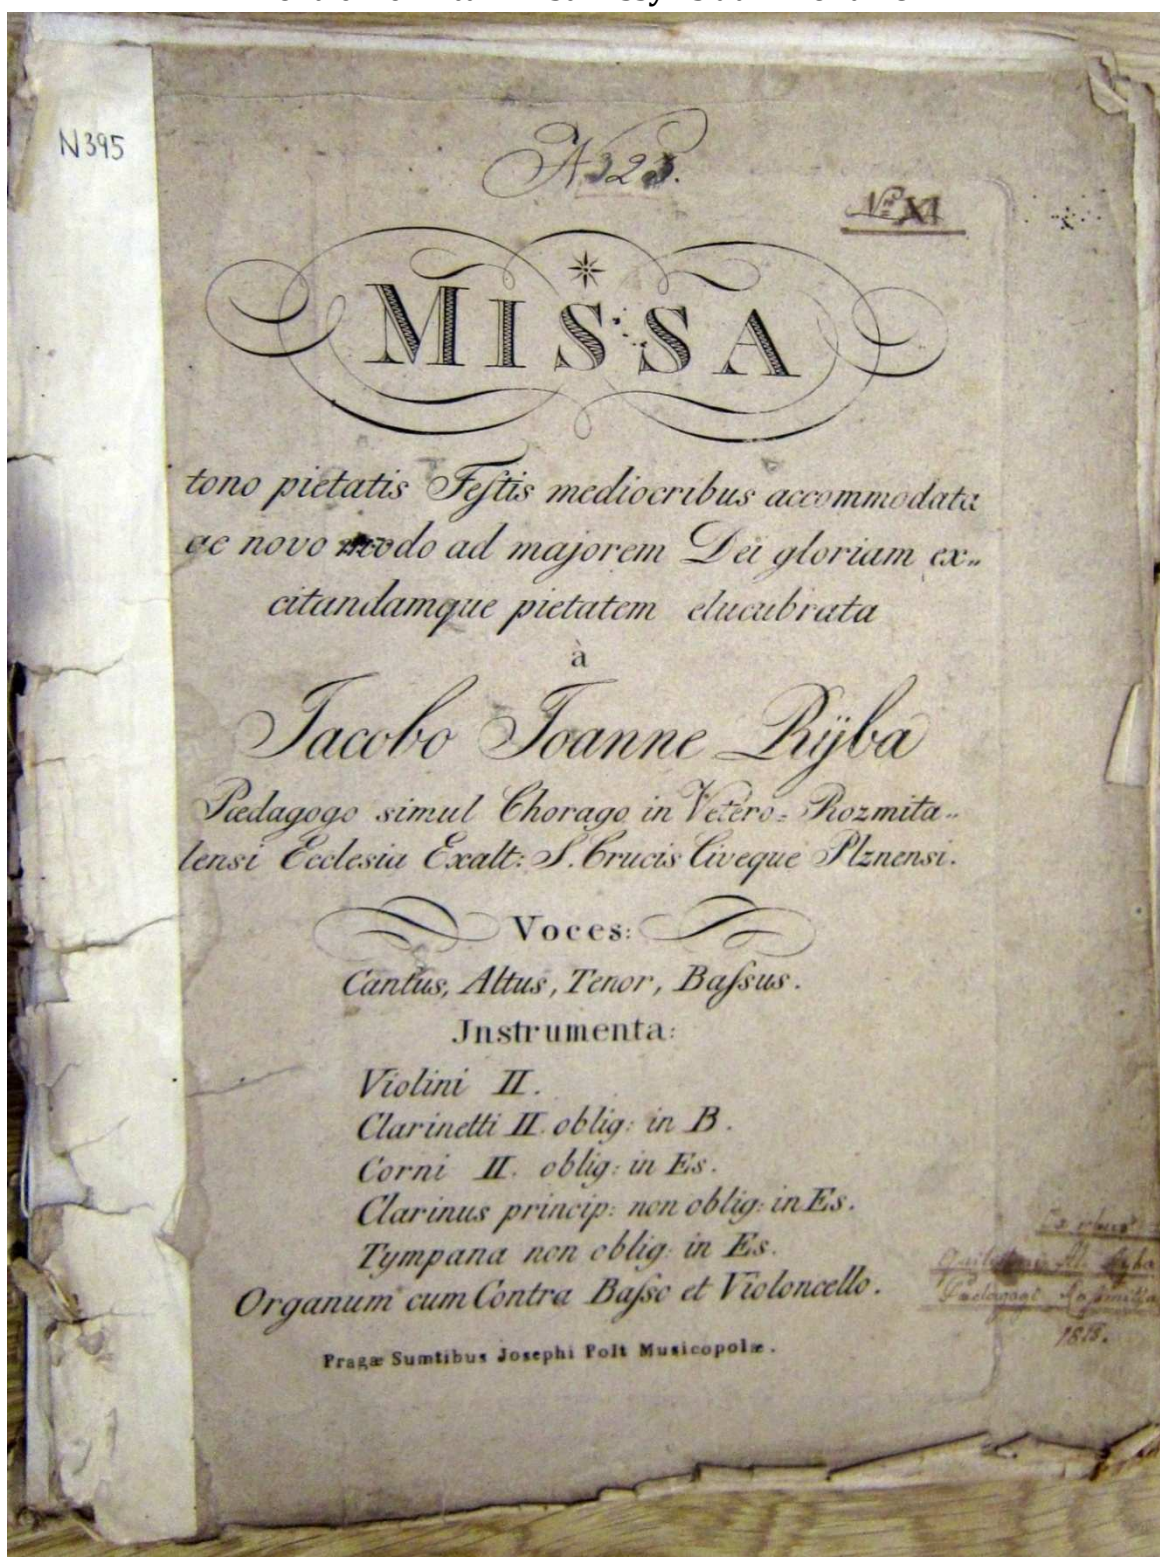 N395
A 323.
Nro XI
MISSA
tono pietatis Feſtis mediocribus accommodata
ac novo modo ad majorem Dei gloriam ex„
citandamque pietatem elucubrata
à
Jacobo Joanne Rÿba
Pædagogo simul Chorago in Vetero= Rozmita„
lensi Ecclesia Exalt: S. Crucis Civeque Plznensi.
Voces:
Cantus, Altus, Tenor, Baſsus.
Jnstrumenta:
Violini II.
Clarinetti II. oblig: in B.
Corni II. oblig: in Es.
Clarinus princip: non oblig: in Es.
Tympana non oblig: in Es.
Organum cum Contra Baſso et Violoncello.
Pragæ Sumtibus Josephi Polt Musicopolæ.
Ryba
1818.